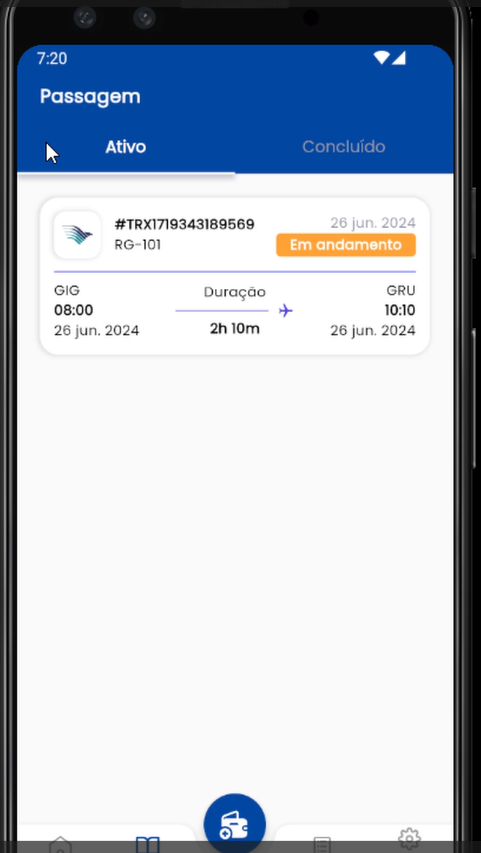 7:20
Passagem
Ativo
Concluído
#TRX1719343189569
26 jun. 2024
RG-101
Em andamento
GIG
Duração
GRU
08:00
10:10
2h 10m
26 jun. 2024
26 jun. 2024